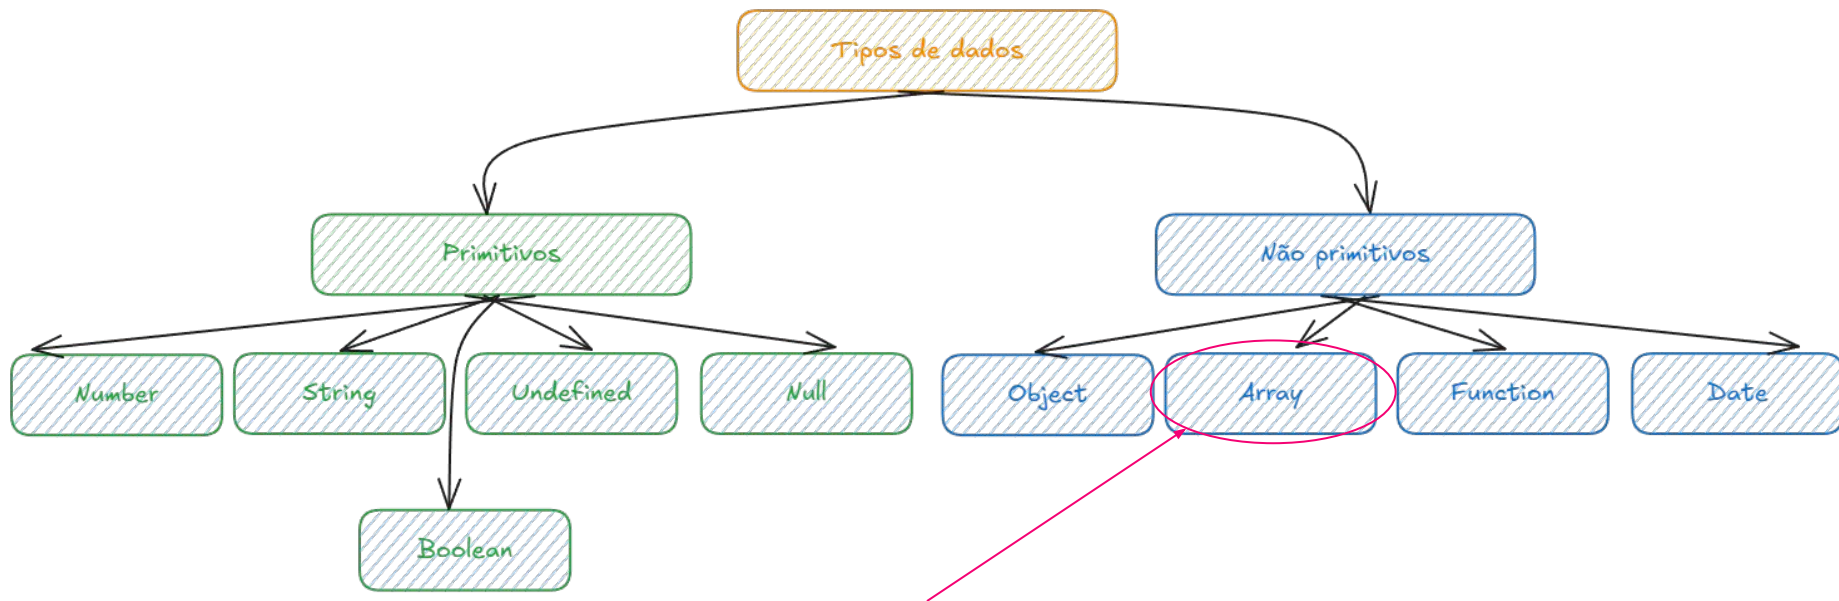 Tipos de dados
Primitivos
Não primitivos
Number
String
Undefined
Null
Object
Array
Function
Date
Boolean